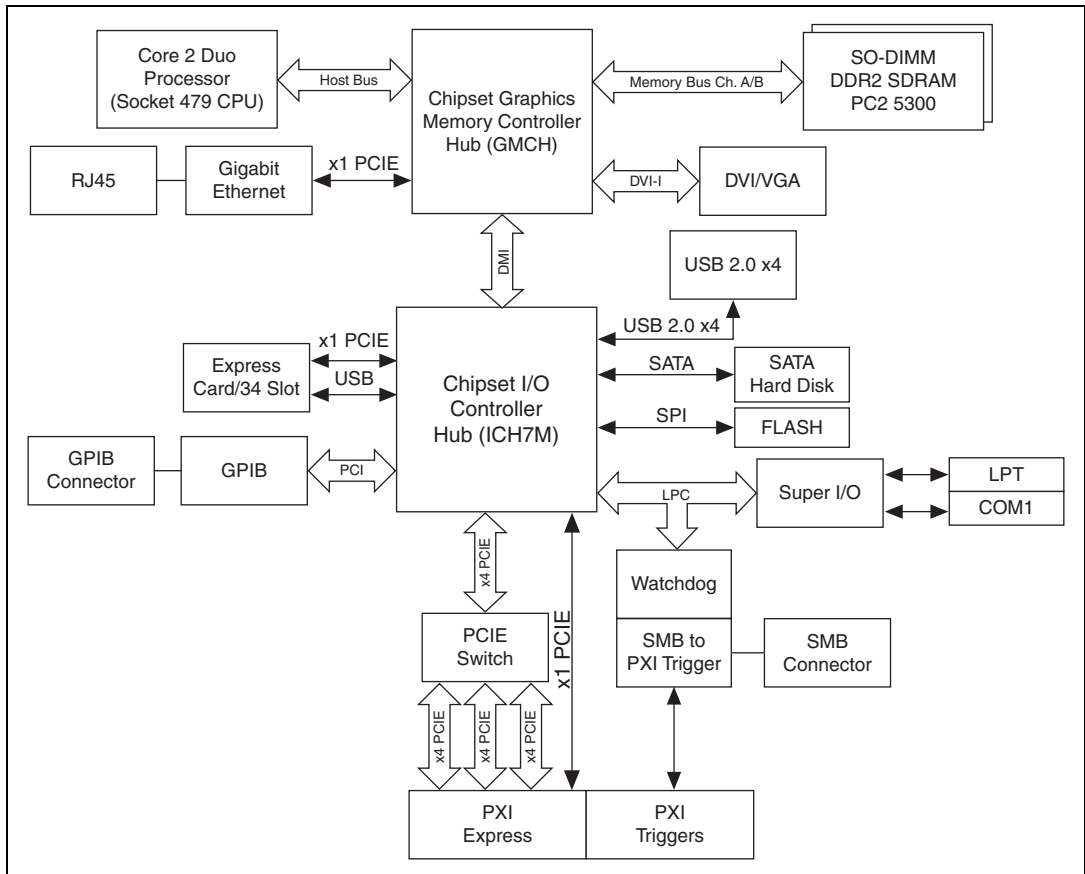 Core 2 Duo
Processor
(Socket 479 CPU)
Host Bus
Chipset Graphics
Memory Controller
Hub (GMCH)
Memory Bus Ch. A/B
SO-DIMM
DDR2 SDRAM
PC2 5300
RJ45
Gigabit
Ethernet
x1 PCIE
DVI-I
DVI/VGA
DMI
USB 2.0 x4
USB 2.0 x4
x1 PCIE
Express
Card/34 Slot
USB
Chipset I/O
Controller
Hub (ICH7M)
SATA
SATA
Hard Disk
SPI
FLASH
GPIB
Connector
GPIB
PCI
LPC
Super I/O
LPT
COM1
x4 PCIE
x1 PCIE
Watchdog
PCIE
Switch
SMB to
PXI Trigger
SMB
Connector
x4 PCIE
x4 PCIE
x4 PCIE
PXI
Express
PXI
Triggers